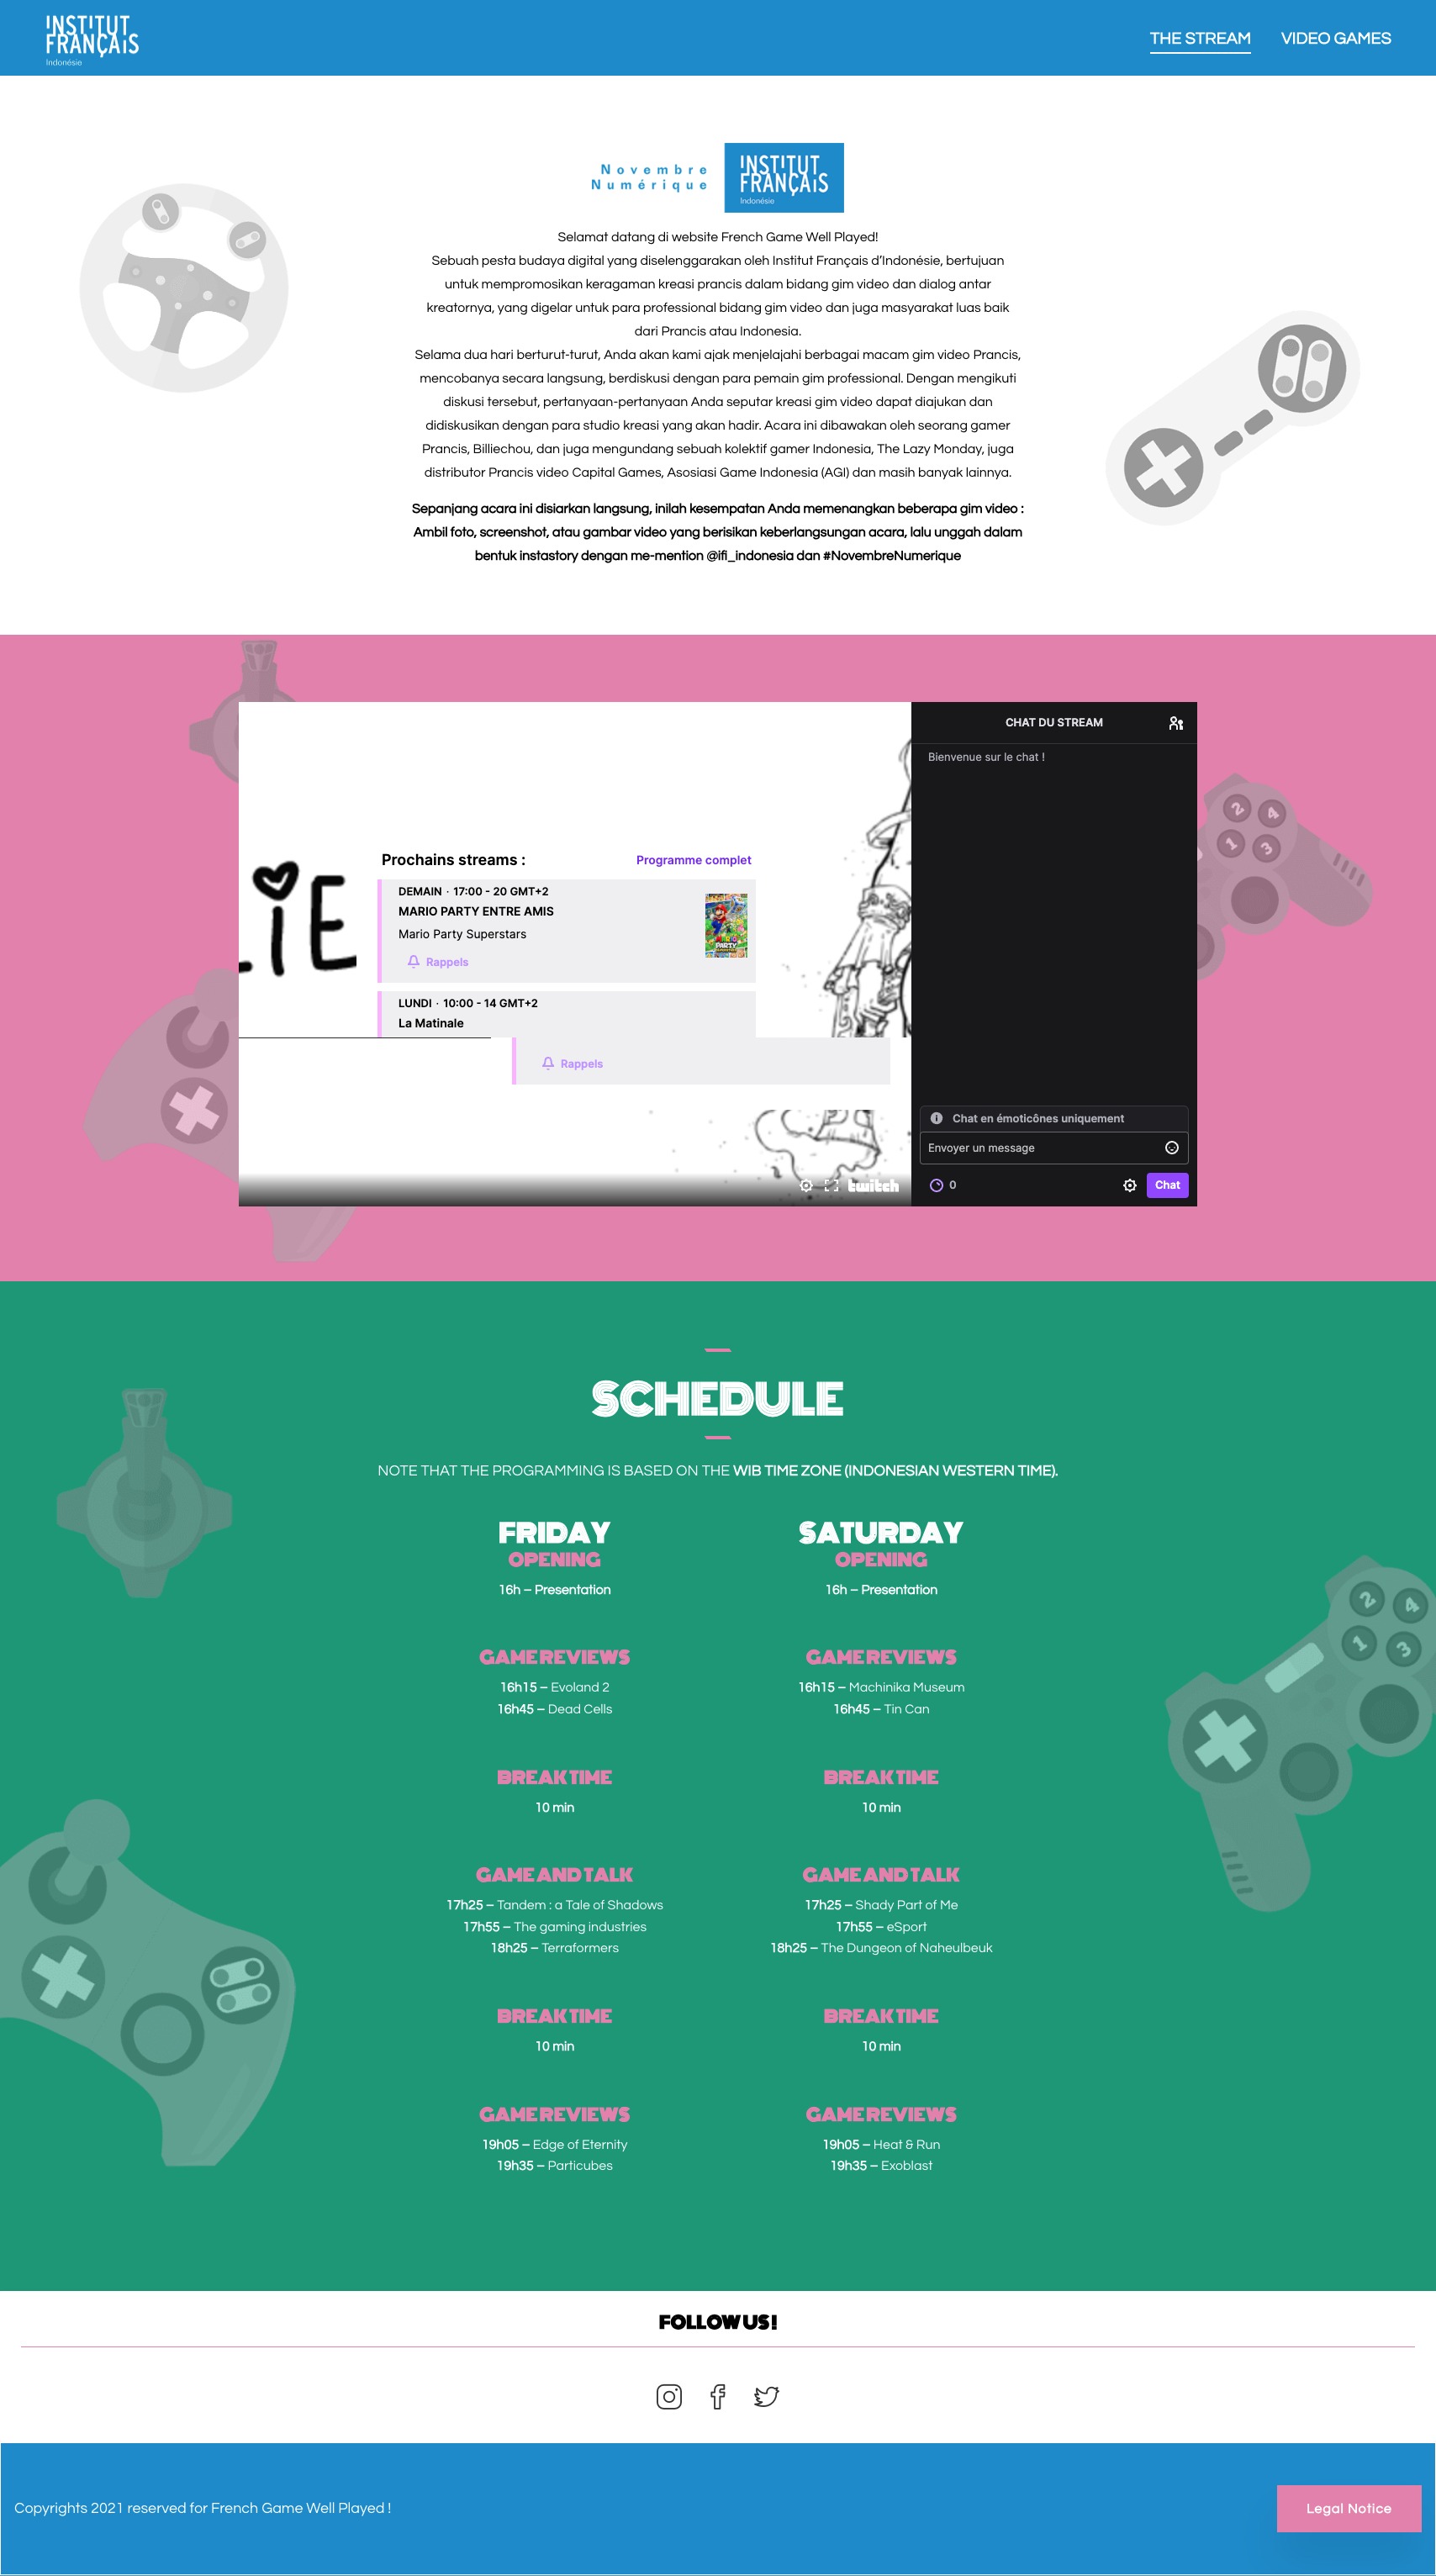 INSTITUT
FRANÇAIS
Indonésie
THE STREAM
VIDEO GAMES
Novembre
Numérique
INSTITUT
FRANÇAIS
Indonésie
Selamat datang di website French Game Well Played!
Sebuah pesta budaya digital yang diselenggarakan oleh Institut Français d'Indonésie, bertujuan
untuk mempromosikan keragaman kreasi prancis dalam bidang gim video dan dialog antar
kreatornya, yang digelar untuk para professional bidang gim video dan juga masyarakat luas baik
dari Prancis atau Indonesia.
Selama dua hari berturut-turut, Anda akan kami ajak menjelajahi berbagai macam gim video Prancis,
mencobanya secara langsung, berdiskusi dengan para pemain gim professional. Dengan mengikuti
diskusi tersebut, pertanyaan-pertanyaan Anda seputar kreasi gim video dapat diajukan dan
didiskusikan dengan para studio kreasi yang akan hadir. Acara ini dibawakan oleh seorang gamer
Prancis, Billiechou, dan juga mengundang sebuah kolektif gamer Indonesia, The Lazy Monday, juga
distributor Prancis video Capital Games, Asosiasi Game Indonesia (AGI) dan masih banyak lainnya.
Sepanjang acara ini disiarkan langsung, inilah kesempatan Anda memenangkan beberapa gim video :
Ambil foto, screenshot, atau gambar video yang berisikan keberlangsungan acara, lalu unggah dalam
bentuk instastory dengan me-mention @ifi_indonesia dan #NovembreNumerique
CHAT DU STREAM
Bienvenue sur le chat !
Prochains streams :
Programme complet
DEMAIN · 17:00 - 20 GMT+2
MARIO PARTY ENTRE AMIS
Mario Party Superstars
Rappels
LUNDI · 10:00 - 14 GMT+2
La Matinale
Rappels
Chat en émoticônes uniquement
Envoyer un message
twitch
0
Chat
2
4
1
3
SCHEDULE
NOTE THAT THE PROGRAMMING IS BASED ON THE WIB TIME ZONE (INDONESIAN WESTERN TIME).
FRIDAY
OPENING
16h – Presentation
GAME REVIEWS
16h15 – Evoland 2
16h45 – Dead Cells
BREAK TIME
10 min
GAME AND TALK
17h25 – Tandem : a Tale of Shadows
17h55 – The gaming industries
18h25 – Terraformers
BREAK TIME
10 min
GAME REVIEWS
19h05 – Edge of Eternity
19h35 – Particubes
SATURDAY
OPENING
16h – Presentation
GAME REVIEWS
16h15 – Machinika Museum
16h45 – Tin Can
BREAK TIME
10 min
GAME AND TALK
17h25 – Shady Part of Me
17h55 – eSport
18h25 – The Dungeon of Naheulbeuk
BREAK TIME
10 min
GAME REVIEWS
19h05 – Heat & Run
19h35 – Exoblast
2
4
1
3
FOLLOW US !
Copyrights 2021 reserved for French Game Well Played !
Legal Notice